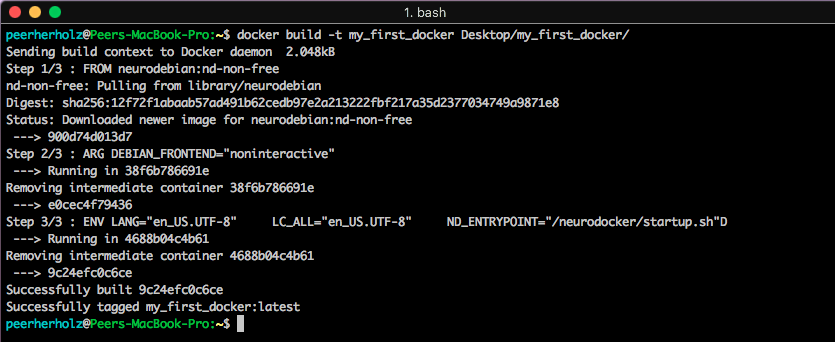 1. bash
peerherholz@Peers-MacBook-Pro:~$ docker build -t my_first_docker Desktop/my_first_docker/
Sending build context to Docker daemon  2.048kB
Step 1/3 : FROM neurodebian:nd-non-free
nd-non-free: Pulling from library/neurodebian
Digest: sha256:12f72f1abaab57ad491b62cedb97e2a213222fbf217a35d2377034749a9871e8
Status: Downloaded newer image for neurodebian:nd-non-free
 ---> 900d74d013d7
Step 2/3 : ARG DEBIAN_FRONTEND="noninteractive"
 ---> Running in 38f6b786691e
Removing intermediate container 38f6b786691e
 ---> e0cec4f79436
Step 3/3 : ENV LANG="en_US.UTF-8"     LC_ALL="en_US.UTF-8"     ND_ENTRYPOINT="/neurodocker/startup.sh"D
 ---> Running in 4688b04c4b61
Removing intermediate container 4688b04c4b61
 ---> 9c24efc0c6ce
Successfully built 9c24efc0c6ce
Successfully tagged my_first_docker:latest
peerherholz@Peers-MacBook-Pro:~$